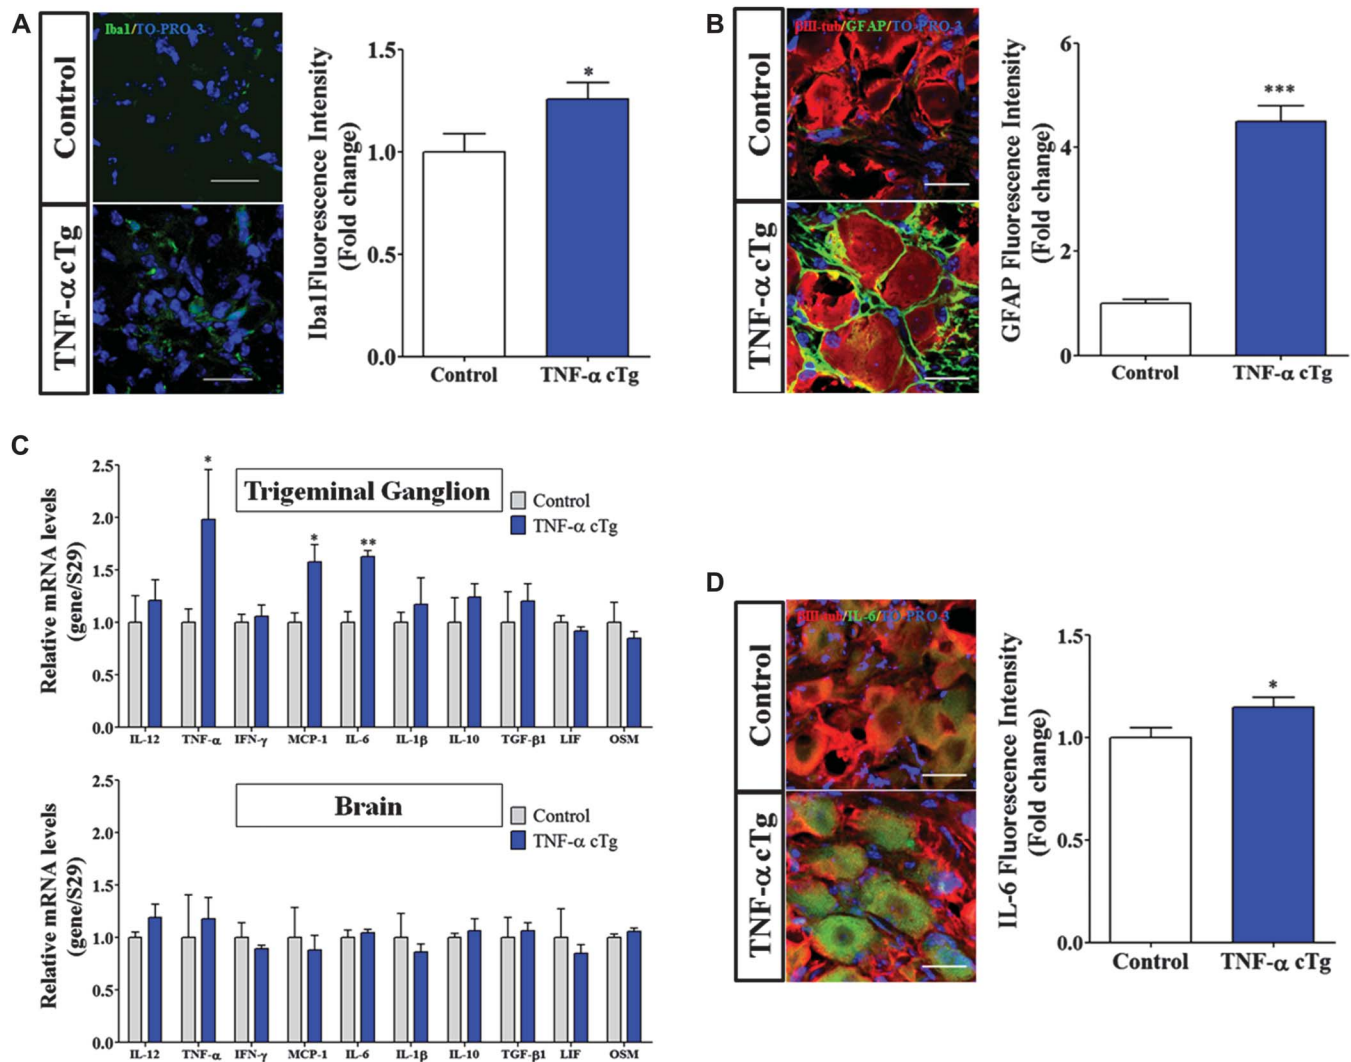 A
Control
TNF-α cTg
Iba1/TO-PRO-3
Iba1Fluorescence Intensity
(Fold change)
1.5
1.0
0.5
0.0
Control
TNF-α cTg
*
B
Control
TNF-α cTg
βIII-tub/GFAP/TO-PRO-3
GFAP Fluorescence Intensity
(Fold change)
6
4
2
0
Control
TNF-α cTg
***
C
Relative mRNA levels
(gene/S29)
2.5
2.0
1.5
1.0
0.5
0.0
Trigeminal Ganglion
Control
TNF-α cTg
*
*
**
IL-12 TNF-α IFN-γ MCP-1 IL-6 IL-1β IL-10 TGF-β1 LIF OSM
Relative mRNA levels
(gene/S29)
2.5
2.0
1.5
1.0
0.5
0.0
Brain
Control
TNF-α cTg
IL-12 TNF-α IFN-γ MCP-1 IL-6 IL-1β IL-10 TGF-β1 LIF OSM
D
Control
TNF-α cTg
βIII-tub/IL-6/TO-PRO-3
IL-6 Fluorescence Intensity
(Fold change)
1.5
1.0
0.5
0.0
Control
TNF-α cTg
*